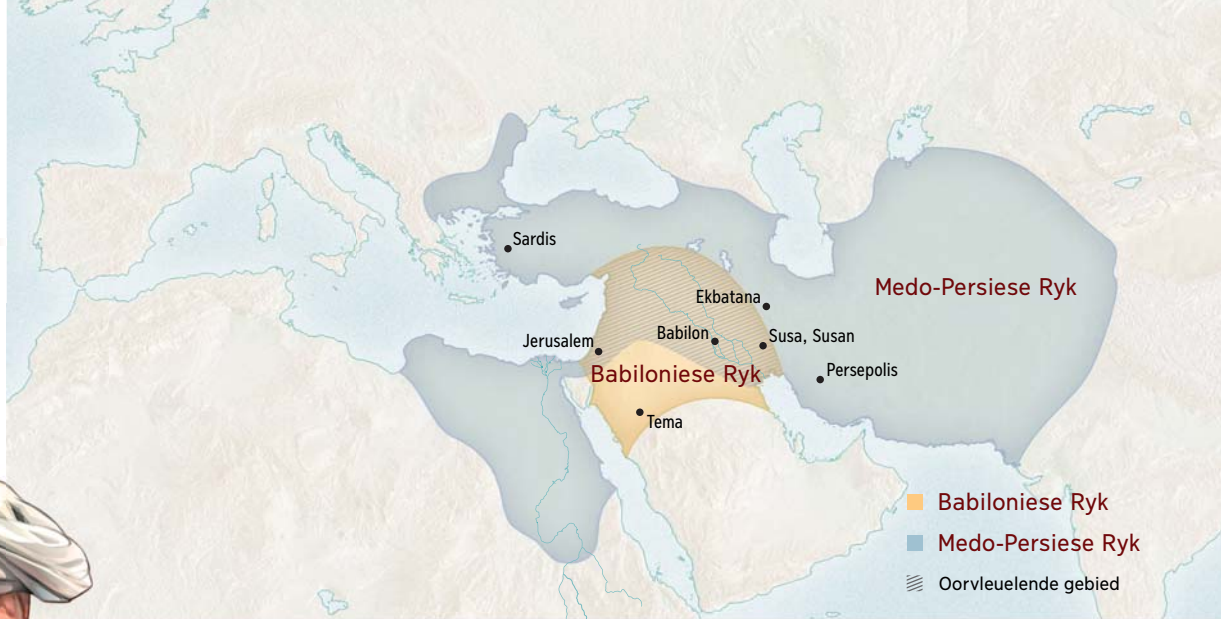 Sardis
Medo-Persiese Ryk
Ekbatana
Babilon
Susa, Susan
Jerusalem
Babiloniese Ryk
Persepolis
Tema
Babiloniese Ryk
Medo-Persiese Ryk
Oorvleuelende gebied